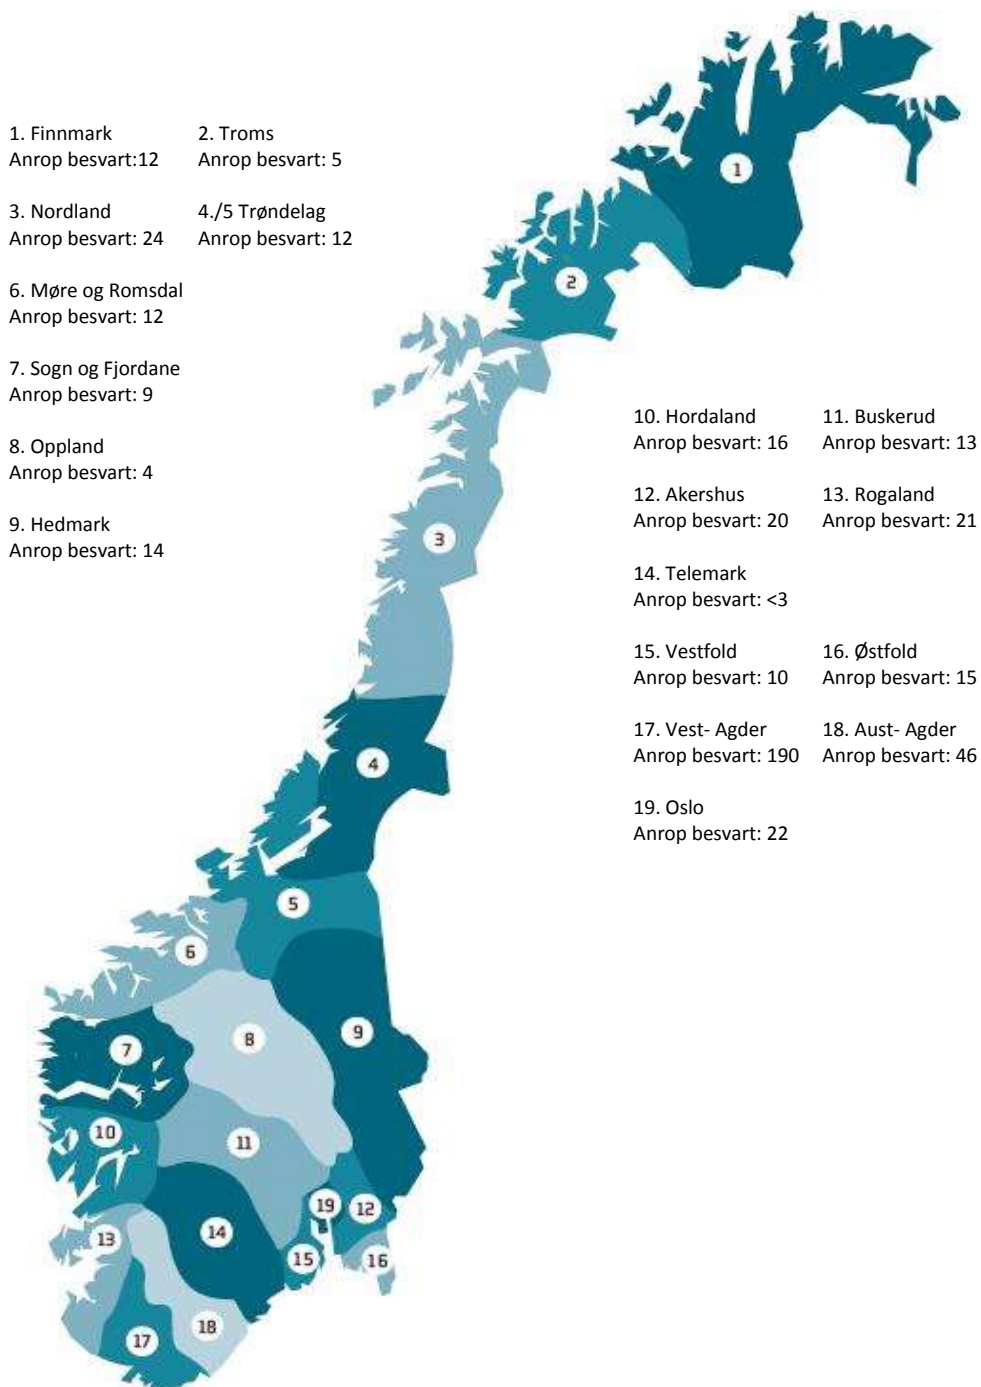 1. Finnmark 2. Troms
Anrop besvart:12 Anrop besvart: 5
3. Nordland 4./5 Trøndelag
Anrop besvart: 24 Anrop besvart: 12
6. Møre og Romsdal
Anrop besvart: 12
7. Sogn og Fjordane
Anrop besvart: 9
8. Oppland
Anrop besvart: 4
9. Hedmark
Anrop besvart: 14
10. Hordaland 11. Buskerud
Anrop besvart: 16 Anrop besvart: 13
12. Akershus 13. Rogaland
Anrop besvart: 20 Anrop besvart: 21
14. Telemark
Anrop besvart: <3
15. Vestfold 16. Østfold
Anrop besvart: 10 Anrop besvart: 15
17. Vest- Agder 18. Aust- Agder
Anrop besvart: 190 Anrop besvart: 46
19. Oslo
Anrop besvart: 22
1
2
3
4
5
6
7
8
9
10
11
19
12
14
13
15
16
18
17